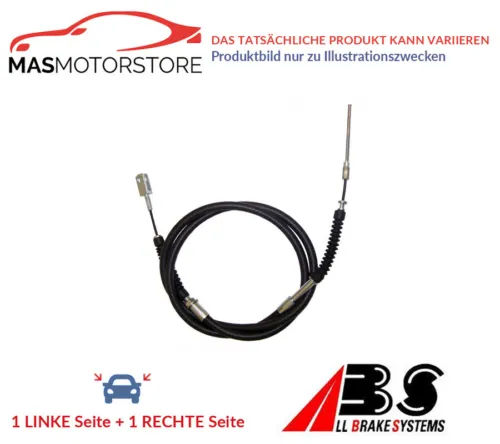 MASMOTORSTORE
DAS TATSÄCHLICHE PRODUKT KANN VARIIEREN
Produktbild nur zu Illustrationszwecken
1 LINKE Seite + 1 RECHTE Seite
ABS
LL BRAKE SYSTEMS